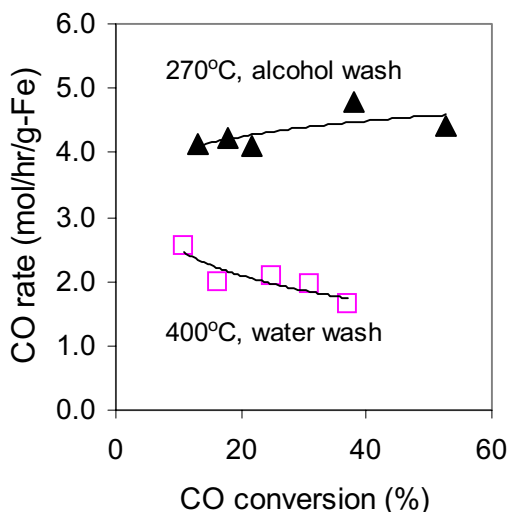 CO rate (mol/hr/g-Fe)
6.0
5.0
4.0
3.0
2.0
1.0
0.0
270°C, alcohol wash
400°C, water wash
0 20 40 60
CO conversion (%)